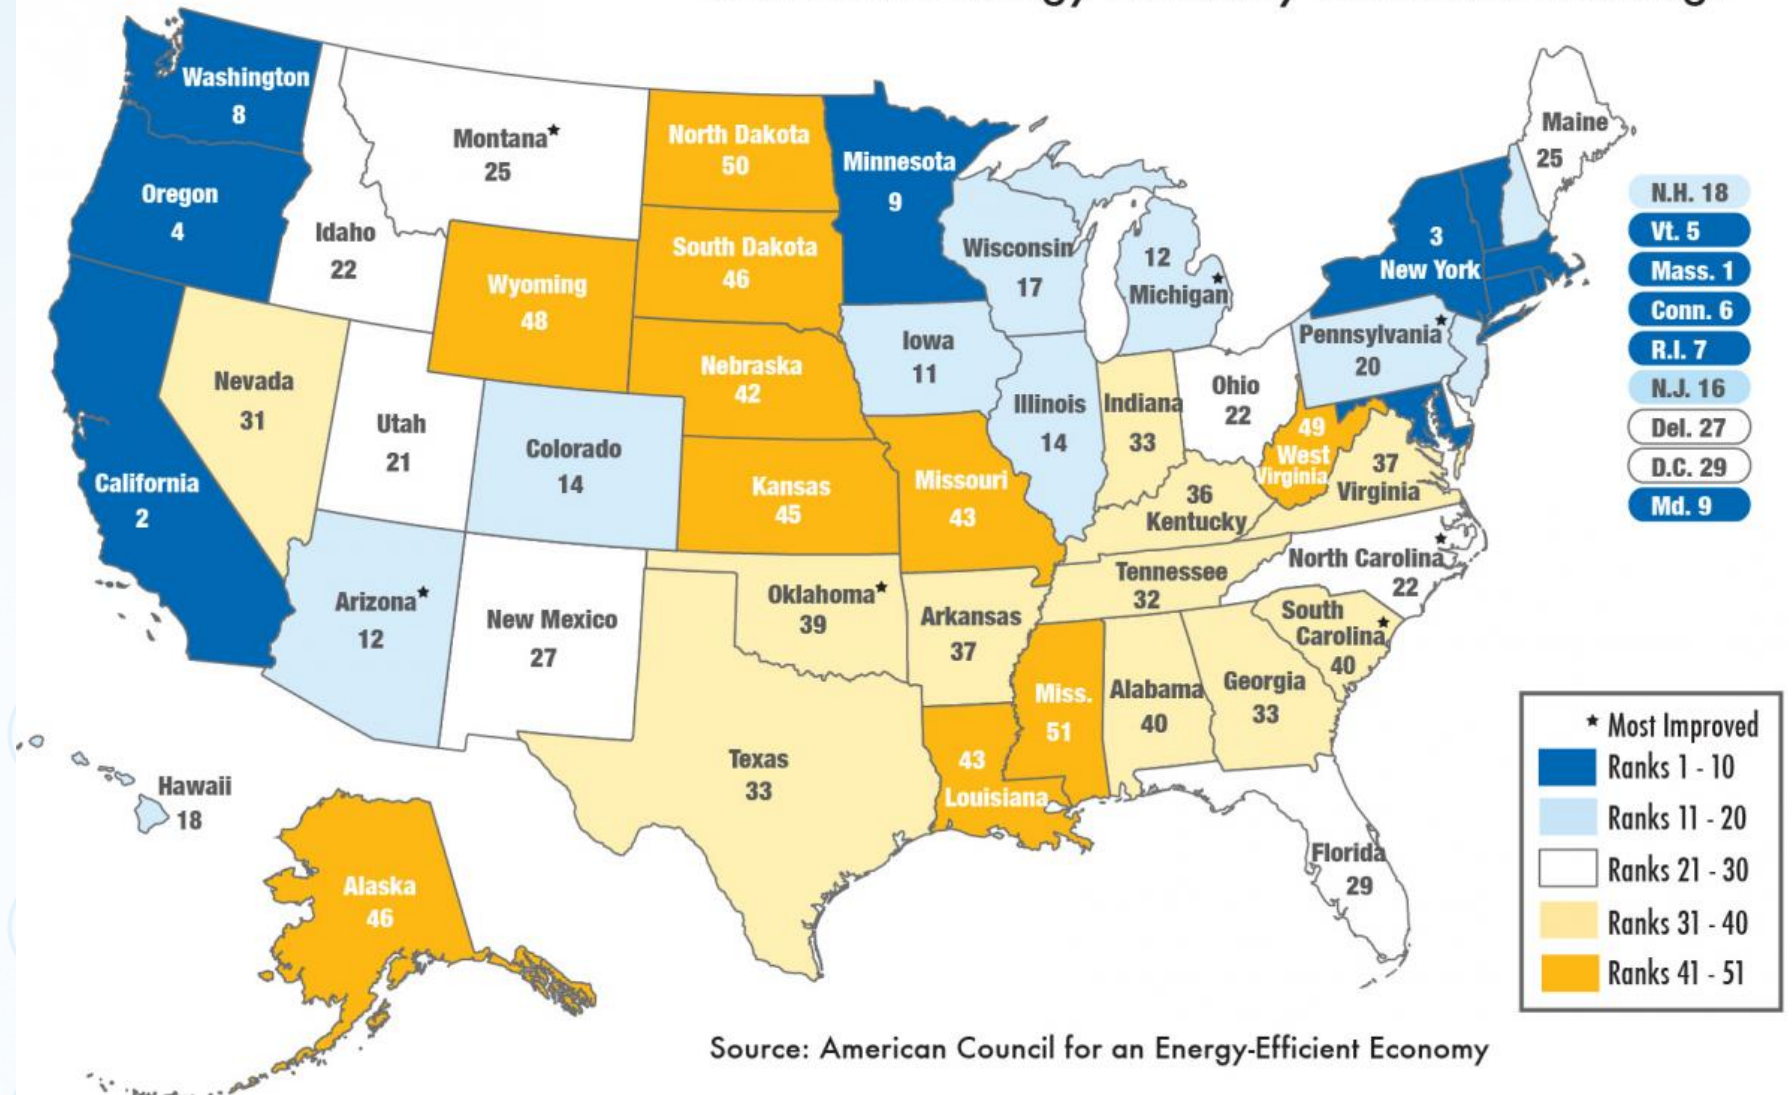 Washington
8
Oregon
4
California
2
Nevada
31
Idaho
22
Montana★
25
Wyoming
48
Utah
21
Colorado
14
Arizona★
12
New Mexico
27
North Dakota
50
South Dakota
46
Nebraska
42
Kansas
45
Oklahoma★
39
Texas
33
Minnesota
9
Iowa
11
Missouri
43
Arkansas
37
43
Louisiana
Wisconsin
17
Illinois
14
12
Michigan★
Indiana
33
Ohio
22
36
Kentucky
Tennessee
32
Miss.
51
Alabama
40
Georgia
33
Florida
29
South
Carolina★
40
North Carolina★
22
37
Virginia
49
West
Virginia
Pennsylvania★
20
3
New York
Maine
25
N.H. 18
Vt. 5
Mass. 1
Conn. 6
R.I. 7
N.J. 16
Del. 27
D.C. 29
Md. 9
Hawaii
18
Alaska
46
★ Most Improved
Ranks 1 - 10
Ranks 11 - 20
Ranks 21 - 30
Ranks 31 - 40
Ranks 41 - 51
Source: American Council for an Energy-Efficient Economy